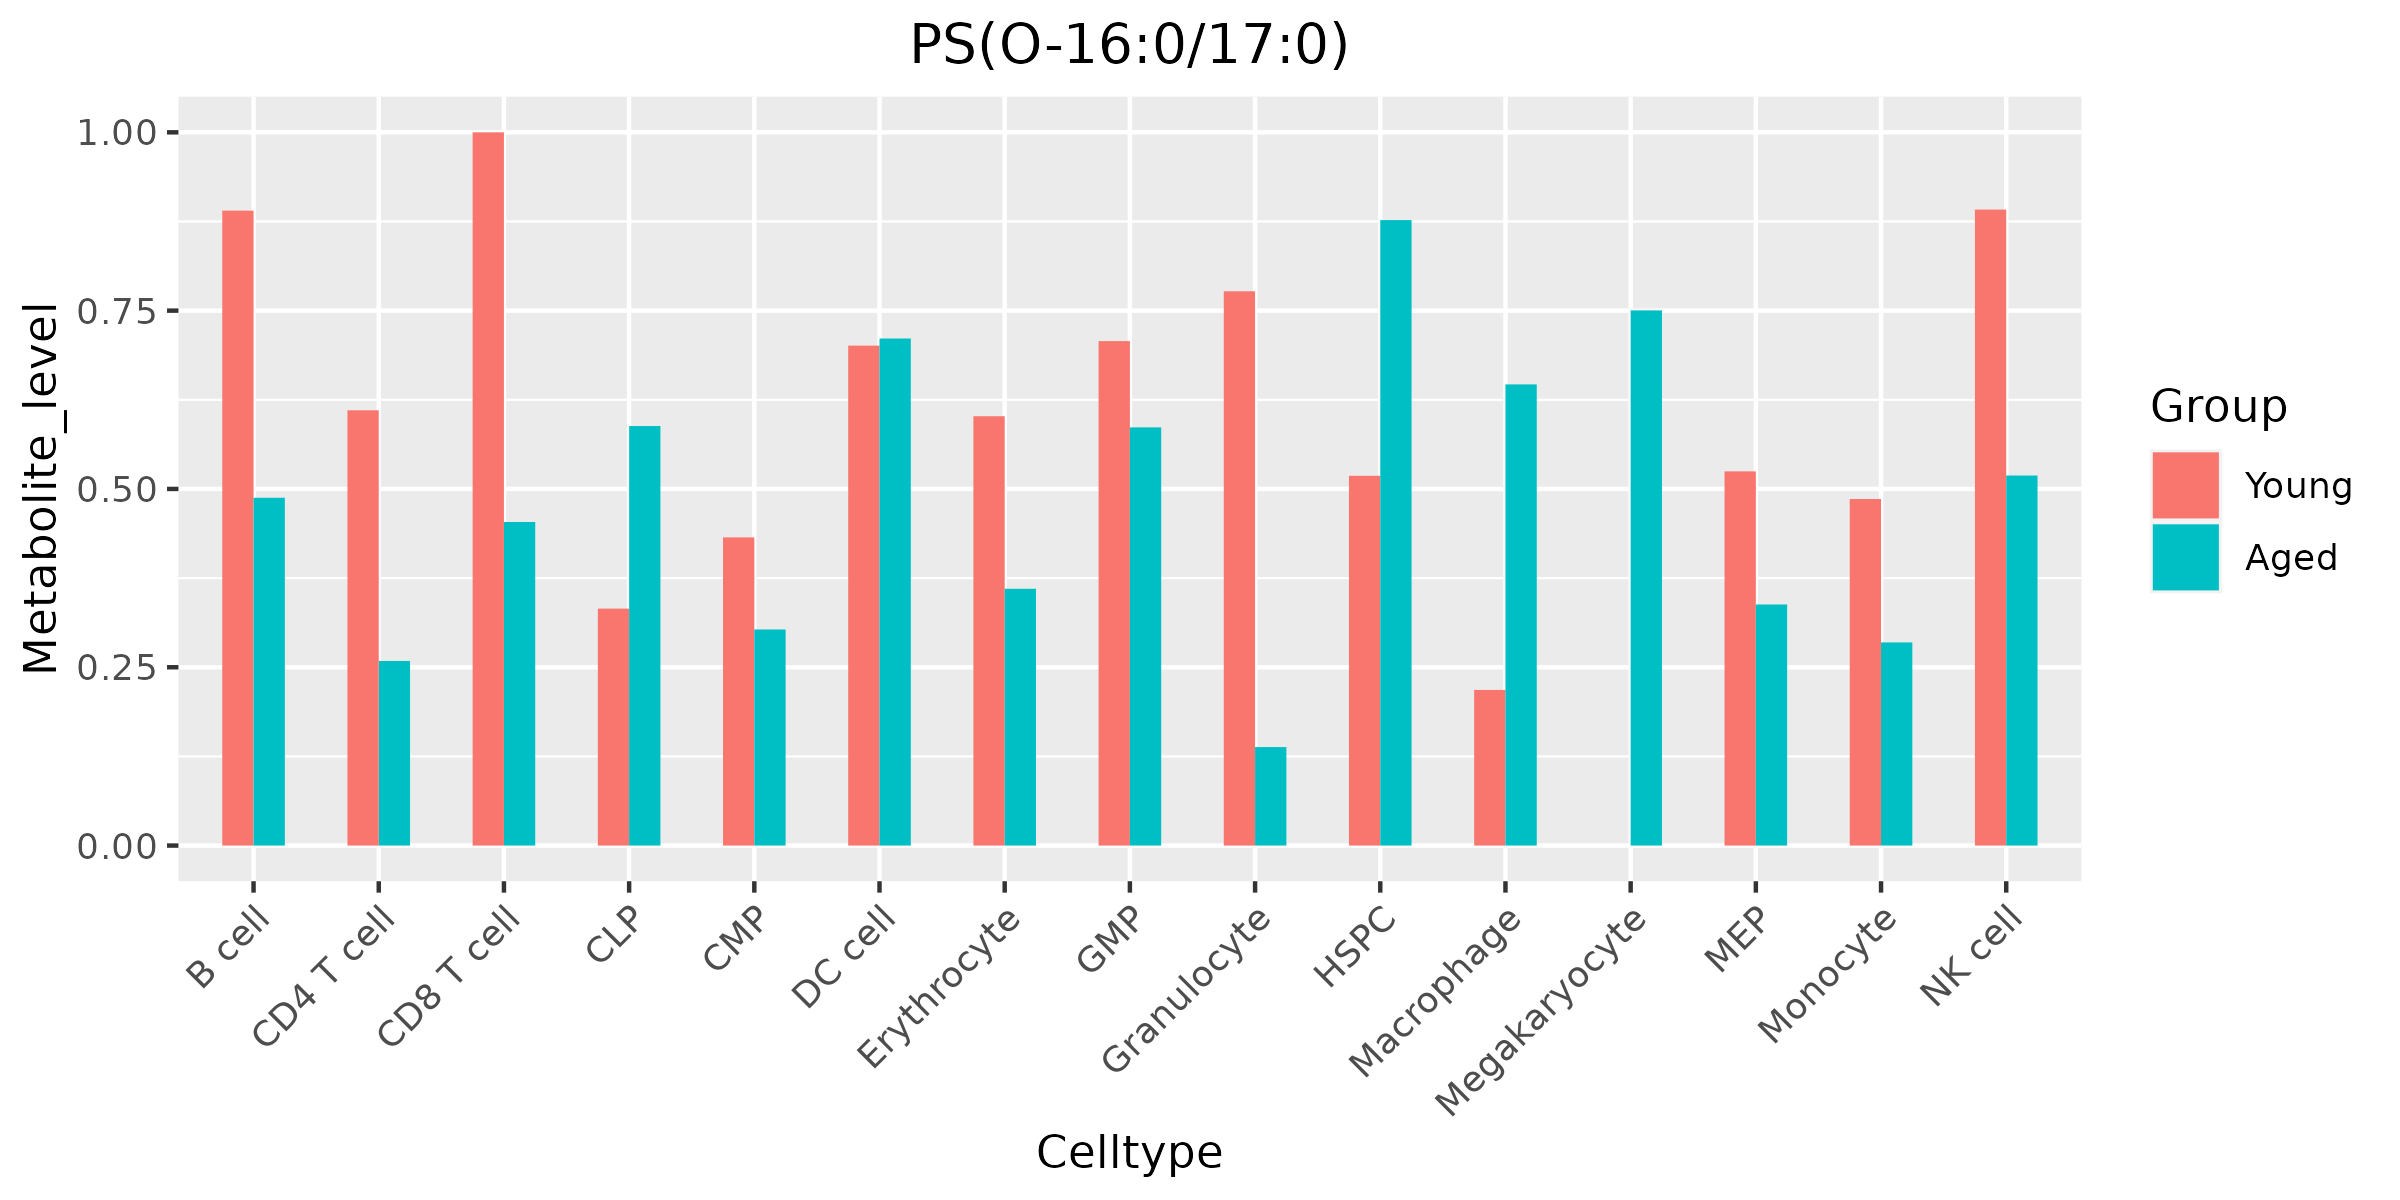 PS(O-16:0/17:0)
Metabolite_level
1.00
0.75
0.50
0.25
0.00
B cell
CD4 T cell
CD8 T cell
CLP
CMP
DC cell
Erythrocyte
GMP
Granulocyte
HSPC
Macrophage
Megakaryocyte
MEP
Monocyte
NK cell
Celltype
Group
Young
Aged